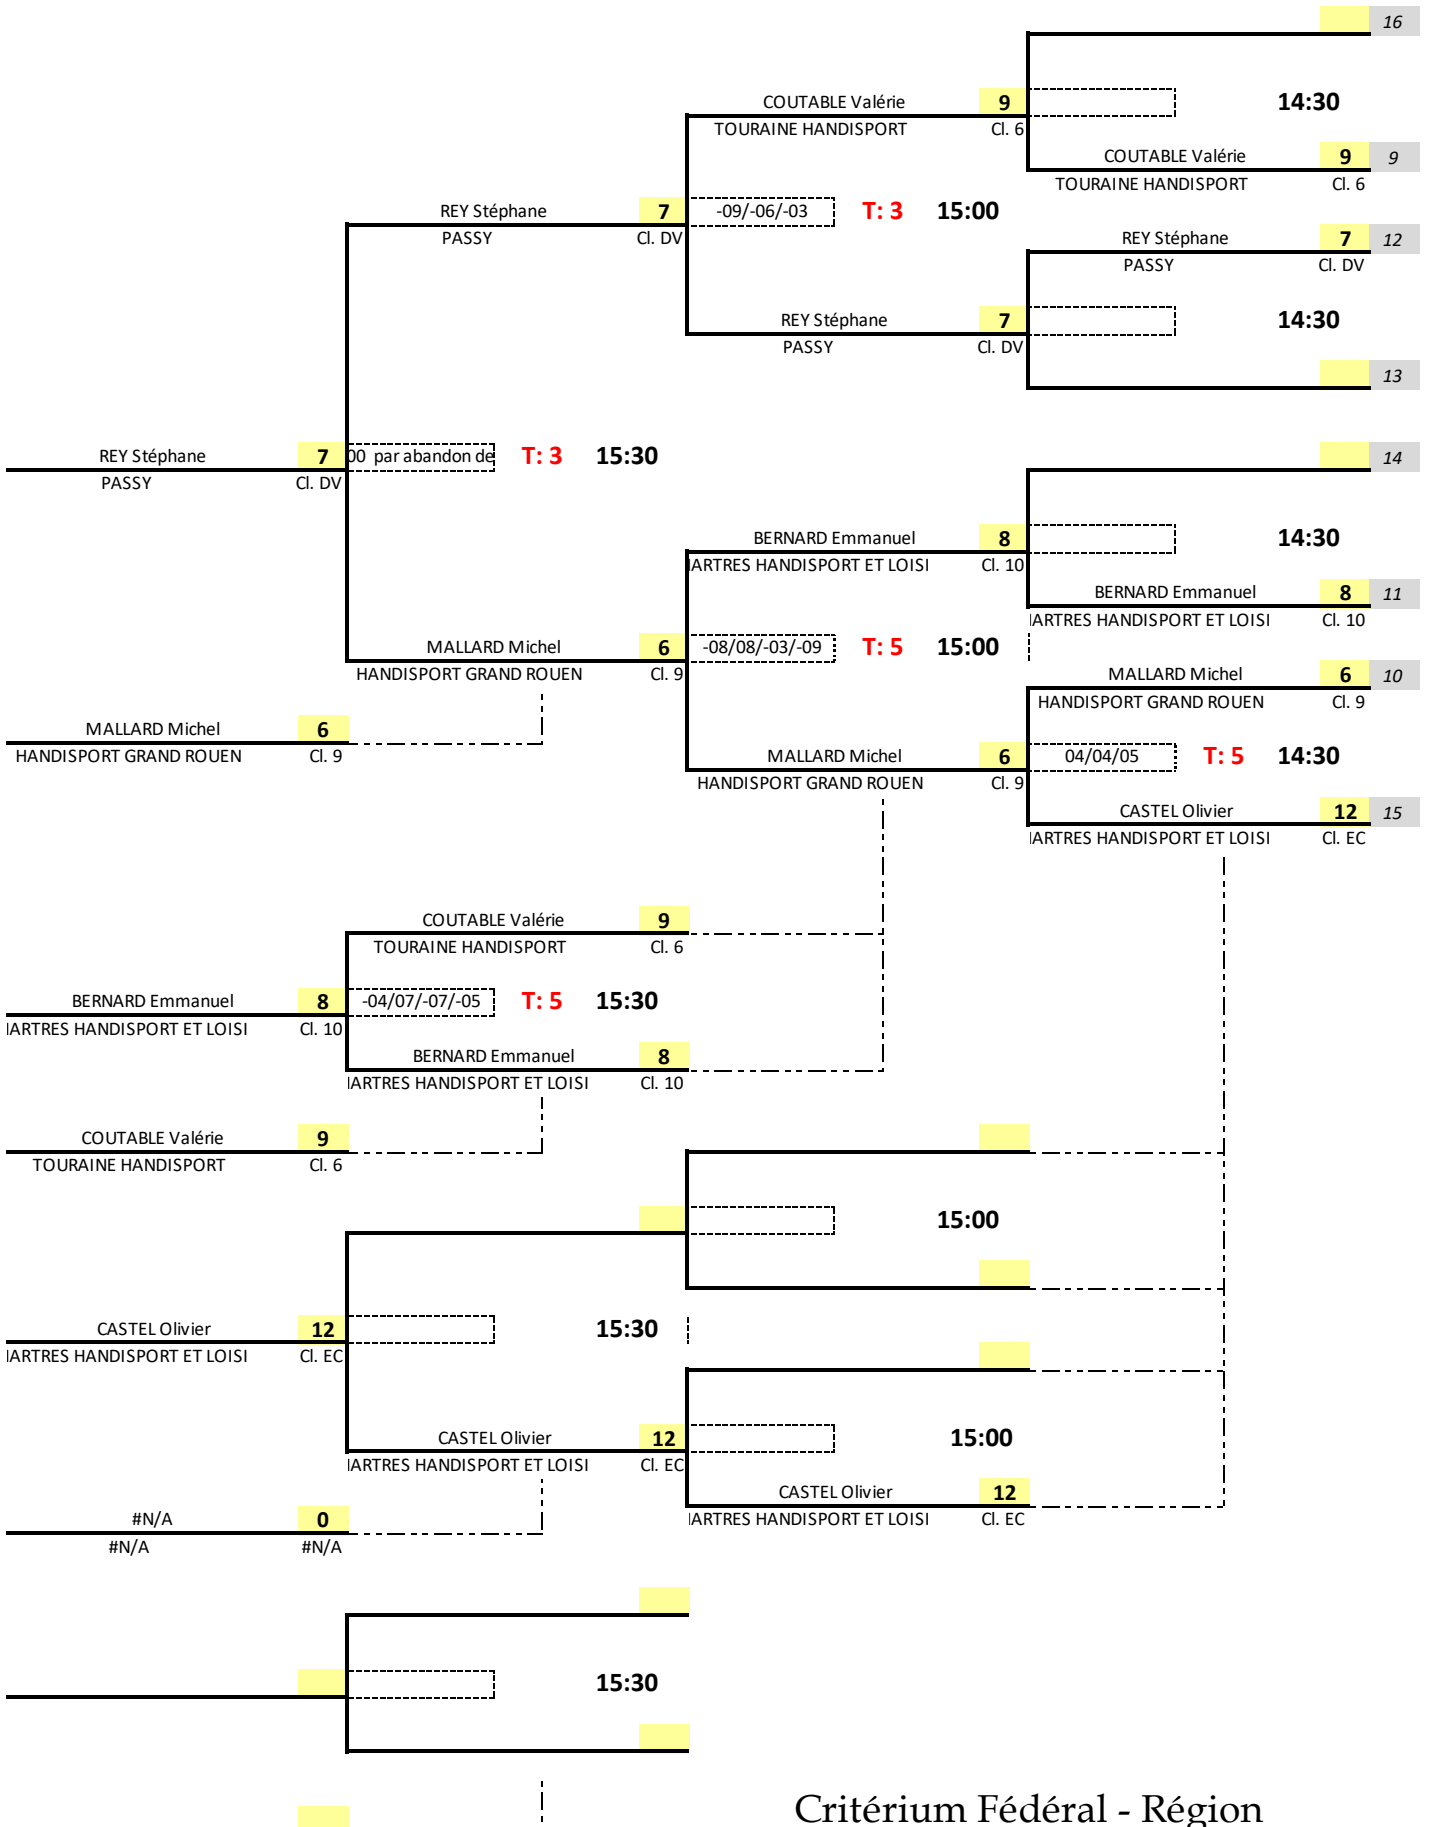 16
COUTABLE Valérie 9 14:30
TOURAINE HANDISPORT Cl. 6
COUTABLE Valérie 9 9
TOURAINE HANDISPORT Cl. 6
REY Stéphane 7 -09/-06/-03 T: 3 15:00
PASSY Cl. DV
REY Stéphane 7 12
PASSY Cl. DV
REY Stéphane 7 14:30
PASSY Cl. DV
13
REY Stéphane 7 00 par abandon de T: 3 15:30 14
PASSY Cl. DV
BERNARD Emmanuel 8 14:30
IARTRES HANDISPORT ET LOISI Cl. 10
BERNARD Emmanuel 8 11
IARTRES HANDISPORT ET LOISI Cl. 10
MALLARD Michel 6 -08/08/-03/-09 T: 5 15:00
HANDISPORT GRAND ROUEN Cl. 9
MALLARD Michel 6 10
HANDISPORT GRAND ROUEN Cl. 9
MALLARD Michel 6
HANDISPORT GRAND ROUEN Cl. 9
MALLARD Michel 6 04/04/05 T: 5 14:30
HANDISPORT GRAND ROUEN Cl. 9
CASTEL Olivier 12 15
IARTRES HANDISPORT ET LOISI Cl. EC
COUTABLE Valérie 9
TOURAINE HANDISPORT Cl. 6
BERNARD Emmanuel 8 -04/07/-07/-05 T: 5 15:30
IARTRES HANDISPORT ET LOISI Cl. 10
BERNARD Emmanuel 8
IARTRES HANDISPORT ET LOISI Cl. 10
COUTABLE Valérie 9
TOURAINE HANDISPORT Cl. 6
15:00
CASTEL Olivier 12 15:30
IARTRES HANDISPORT ET LOISI Cl. EC
CASTEL Olivier 12 15:00
IARTRES HANDISPORT ET LOISI Cl. EC
CASTEL Olivier 12
IARTRES HANDISPORT ET LOISI Cl. EC
#N/A 0
#N/A #N/A
15:30
Critérium Fédéral - Région